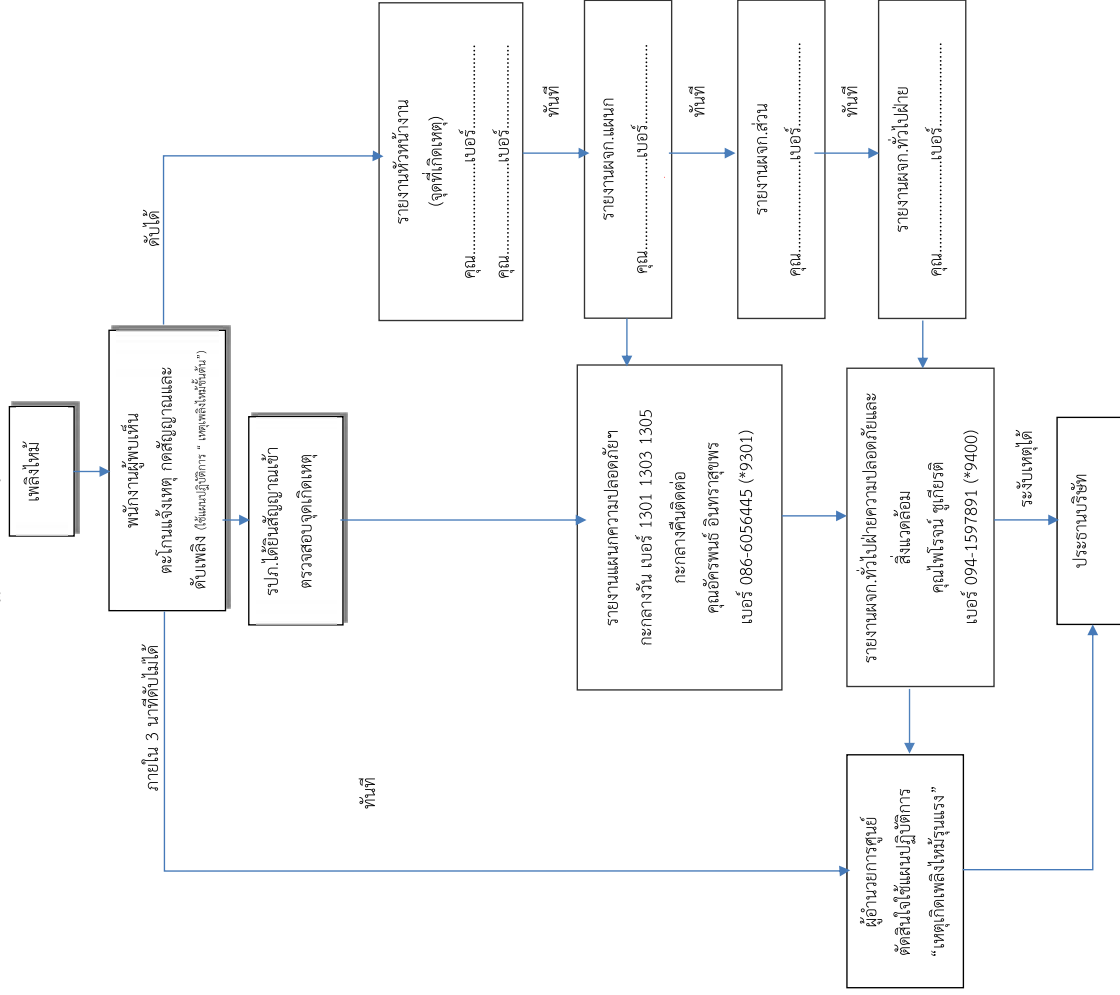 เพลิงไหม้
พนักงานผู้พบเห็น
ตะโกนแจ้งเหตุ กดสัญญาณและ
ดับเพลิง (ใช้แผนปฏิบัติการ “ เหตุเพลิงไหม้ขั้นต้น”)
ภายใน 3 นาทีดับไม่ได้
ดับได้
รปภ.ได้ยินสัญญาณเข้า
ตรวจสอบจุดเกิดเหตุ
ทันที
รายงานหัวหน้างาน
(จุดที่เกิดเหตุ)
คุณ........................เบอร์........................
คุณ........................เบอร์........................
ทันที
รายงานผจก.แผนก
คุณ........................เบอร์........................
ทันที
รายงานผจก.ส่วน
คุณ........................เบอร์........................
ทันที
รายงานผจก.ทั่วไปฝ่าย
คุณ........................เบอร์........................
รายงานแผนกความปลอดภัยฯ
กะกลางวัน เบอร์ 1301 1303 1305
กะกลางคืนติดต่อ
คุณอัครพนธ์ อินทราสุขพร
เบอร์ 086-6056445 (*9301)
รายงานผจก.ทั่วไปฝ่ายความปลอดภัยและ
สิ่งแวดล้อม
คุณไพโรจน์ ชูเกียรติ
เบอร์ 094-1597891 (*9400)
ผู้อำนวยการศูนย์
ตัดสินใจใช้แผนปฏิบัติการ
“เหตุเกิดเพลิงไหม้รุนแรง”
ระงับเหตุได้
ประธานบริษัท